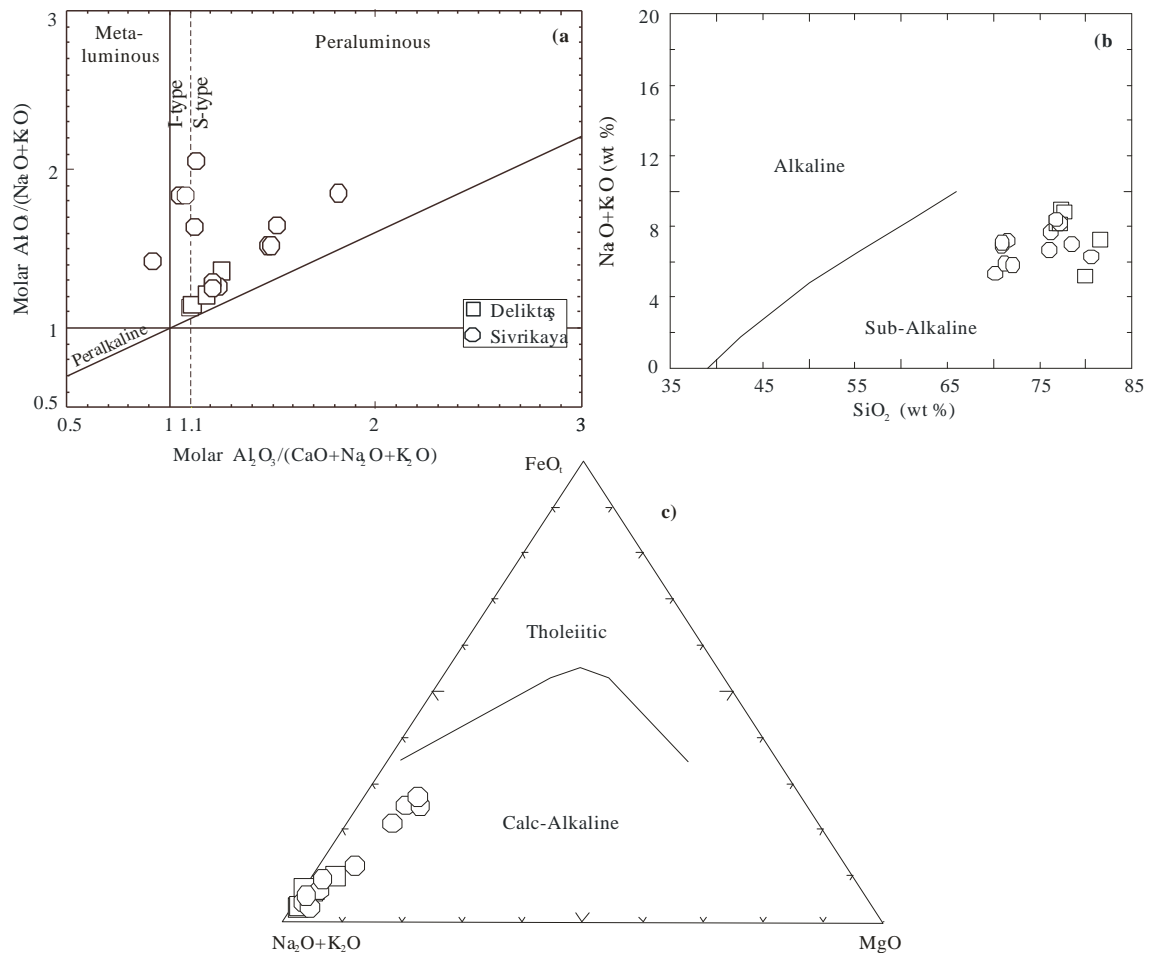 3
Meta-
luminous
Peraluminous
(a
I-type
S-type
Molar Al₂O₃/(Na₂O+K₂O)
2
1
Peralkaline
Deliktaş
Sivrikaya
0.5
0.5
1
1.1
2
3
Molar Al₂O₃/(CaO+Na₂O+K₂O)
20
(b
16
12
8
4
0
Na₂O+K₂O (wt %)
Alkaline
Sub-Alkaline
35
45
55
65
75
85
SiO₂ (wt %)
FeOₜ
c)
Tholeiitic
Calc-Alkaline
Na₂O+K₂O
MgO